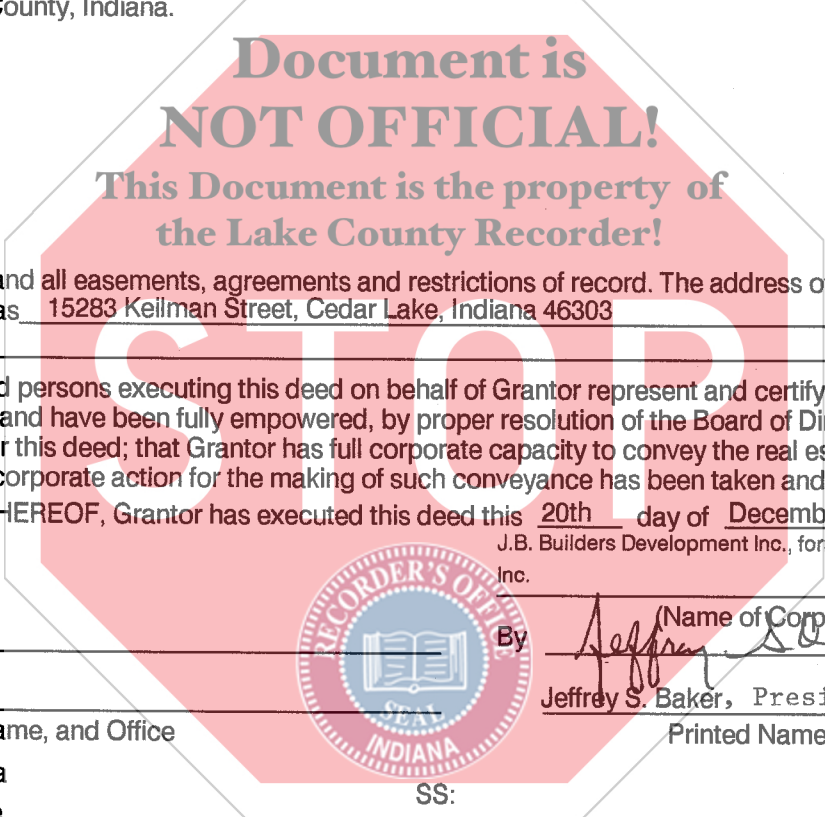 County, Indiana.
Document is
NOT OFFICIAL!
This Document is the property of
the Lake County Recorder!
and all easements, agreements and restrictions of record. The address o
as 15283 Keilman Street, Cedar Lake, Indiana 46303
STOP
d persons executing this deed on behalf of Grantor represent and certify
and have been fully empowered, by proper resolution of the Board of Di
r this deed; that Grantor has full corporate capacity to convey the real es
corporate action for the making of such conveyance has been taken and
HEREOF, Grantor has executed this deed this 20th day of Decemb
J.B. Builders Development Inc., for
Inc.
(Name of Corp
By Jeffrey S
Jeffrey S. Baker, Presi
ame, and Office
Printed Name
RECORDER'S OFFICE
SEAL
INDIANA
a
SS: